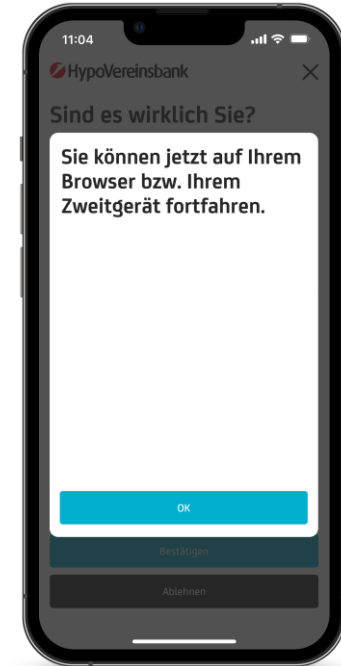 11:04
HypoVereinsbank
Sind es wirklich Sie?
Sie können jetzt auf Ihrem
Browser bzw. Ihrem
Zweitgerät fortfahren.
OK
Bestätigen
Ablehnen